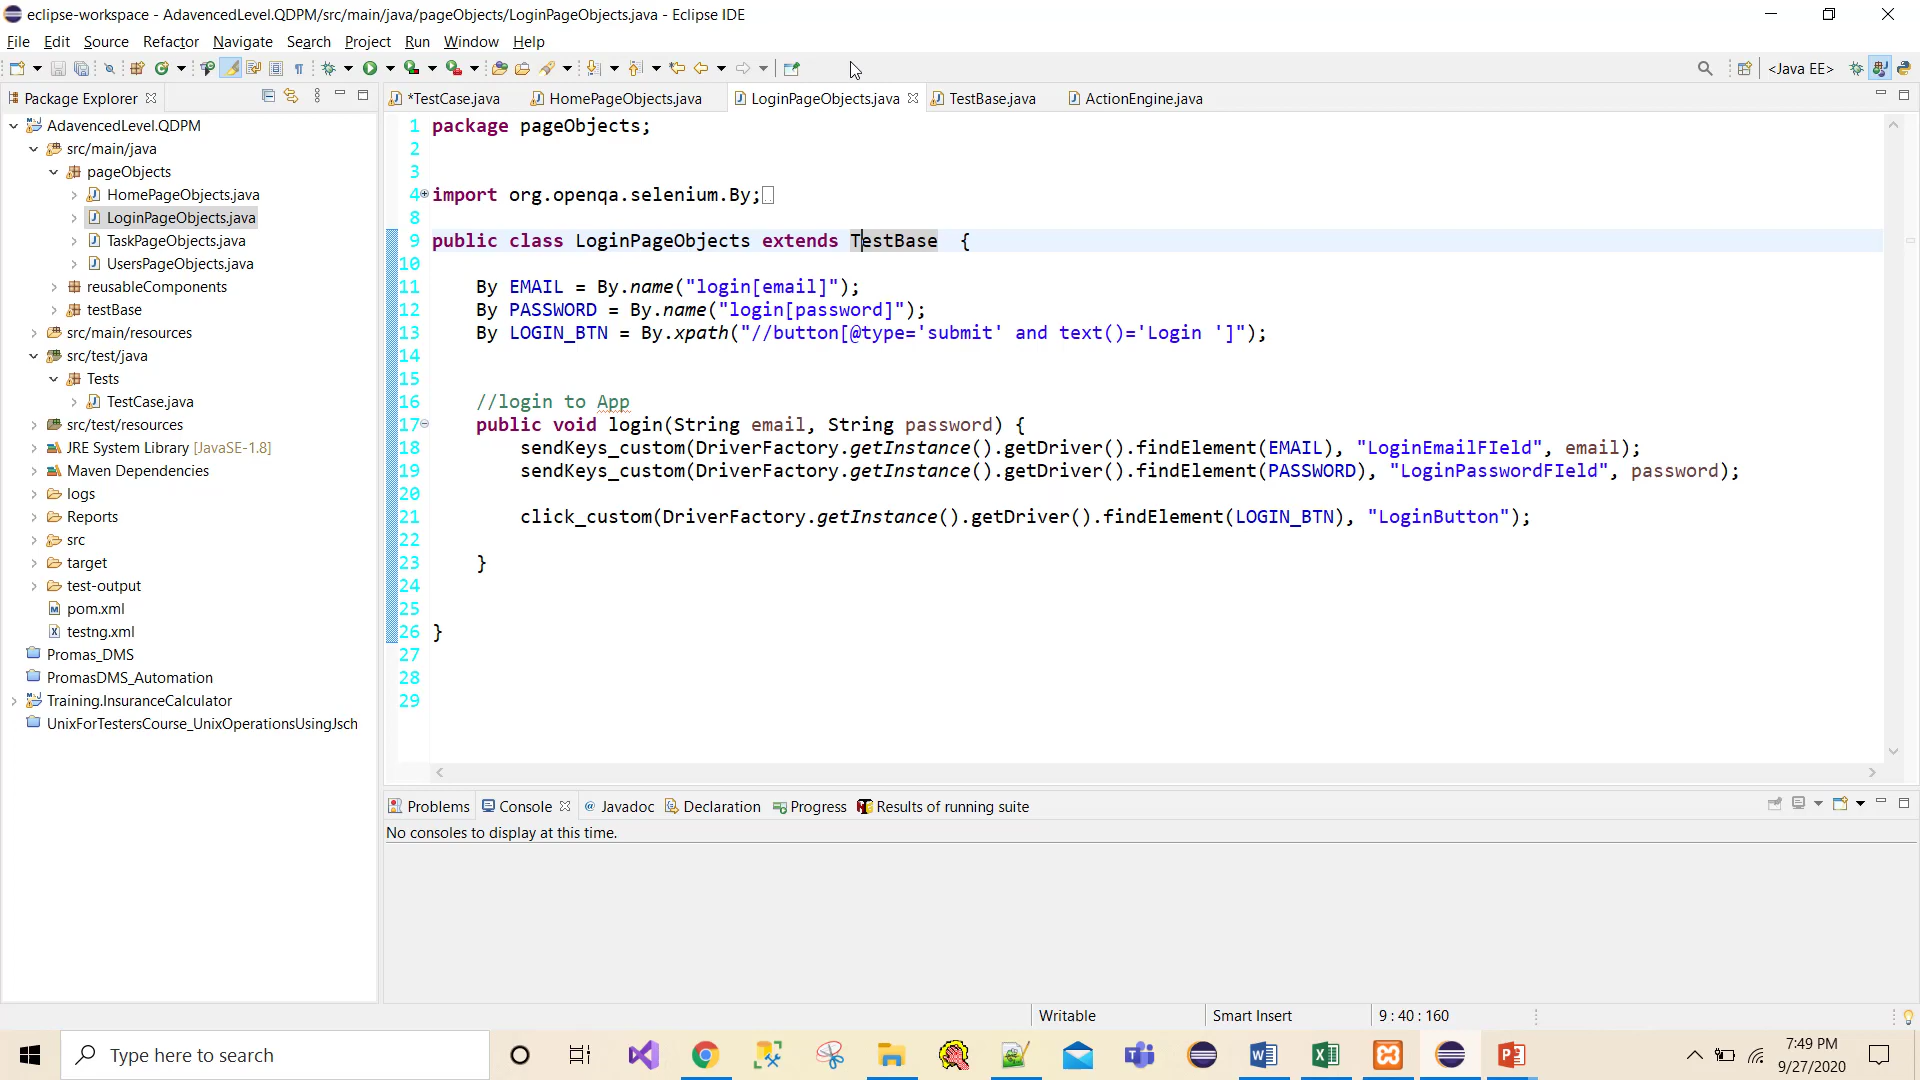 eclipse-workspace - AdavencedLevel.QDPM/src/main/java/pageObjects/LoginPageObjects.java - Eclipse IDE
File Edit Source Refactor Navigate Search Project Run Window Help
<Java EE>
Package Explorer
*TestCase.java HomePageObjects.java LoginPageObjects.java TestBase.java ActionEngine.java
AdavencedLevel.QDPM
src/main/java
pageObjects
HomePageObjects.java
LoginPageObjects.java
TaskPageObjects.java
UsersPageObjects.java
reusableComponents
testBase
src/main/resources
src/test/java
Tests
TestCase.java
src/test/resources
JRE System Library [JavaSE-1.8]
Maven Dependencies
logs
Reports
src
target
test-output
pom.xml
testng.xml
Promas_DMS
PromasDMS_Automation
Training.InsuranceCalculator
UnixForTestersCourse_UnixOperationsUsingJsch
1 package pageObjects;
2
3
4 import org.openqa.selenium.By;
8
9 public class LoginPageObjects extends TestBase  {
10
11     By EMAIL = By.name("login[email]");
12     By PASSWORD = By.name("login[password]");
13     By LOGIN_BTN = By.xpath("//button[@type='submit' and text()='Login ']");
14
15
16     //login to App
17     public void login(String email, String password) {
18         sendKeys_custom(DriverFactory.getInstance().getDriver().findElement(EMAIL), "LoginEmailFIeld", email);
19         sendKeys_custom(DriverFactory.getInstance().getDriver().findElement(PASSWORD), "LoginPasswordFIeld", password);
20
21         click_custom(DriverFactory.getInstance().getDriver().findElement(LOGIN_BTN), "LoginButton");
22
23     }
24
25
26 }
27
28
29
Problems Console Javadoc Declaration Progress Results of running suite
No consoles to display at this time.
Writable Smart Insert 9 : 40 : 160
Type here to search
7:49 PM
9/27/2020